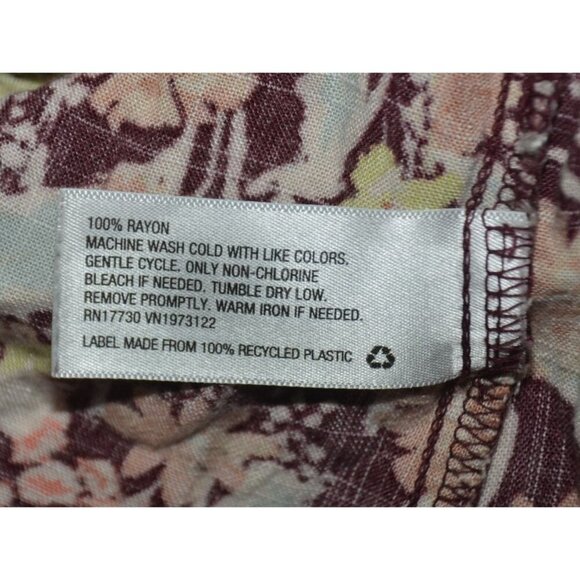 100% RAYON
MACHINE WASH COLD WITH LIKE COLORS.
GENTLE CYCLE. ONLY NON-CHLORINE
BLEACH IF NEEDED. TUMBLE DRY LOW.
REMOVE PROMPTLY. WARM IRON IF NEEDED.
RN17730 VN1973122
LABEL MADE FROM 100% RECYCLED PLASTIC